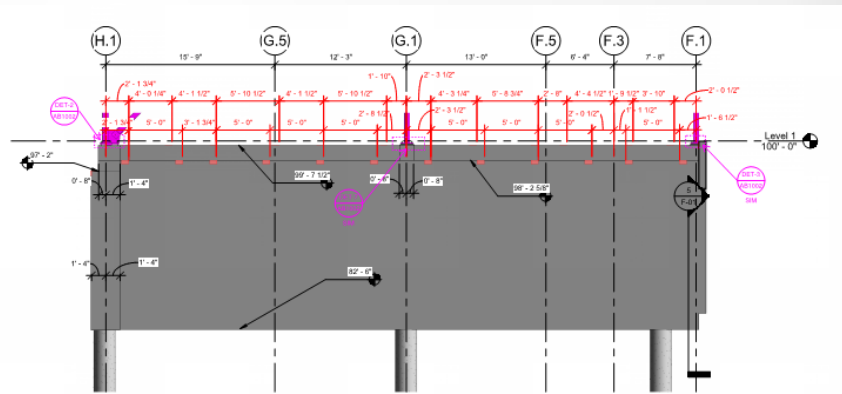 H.1 G.5 G.1 F.5 F.3 F.1
15' - 9" 12' - 3" 13' - 0" 6' - 4" 7' - 8"
2' - 1 3/4" 1' - 10" 2' - 3 1/2"
4' - 0 1/4" 4' - 1 1/2" 5' - 10 1/2" 4' - 1 1/2" 5' - 10 1/2" 4' - 3 1/4" 5' - 8 3/4" 2' - 8" 4' - 4 1/2" 1' - 9 1/2" 3' - 10" 2' - 0 1/2"
DET-2
AB1002
2' - 8 1/2" 2' - 3 1/2" 2' - 0 1/2" 1' - 1 1/2" 1' - 6 1/2"
2' - 1 3/4" 5' - 0" 3' - 1 3/4" 5' - 0" 5' - 0" 5' - 0" 5' - 0" 5' - 0" 5' - 0"
Level 1
100' - 0"
97' - 2"
99' - 7 1/2"
98' - 2 5/8"
0' - 8" 1' - 4" 0' - 8"
DET-3
AB1002
SIM
5
F-01
1' - 4" 1' - 4"
82' - 6"